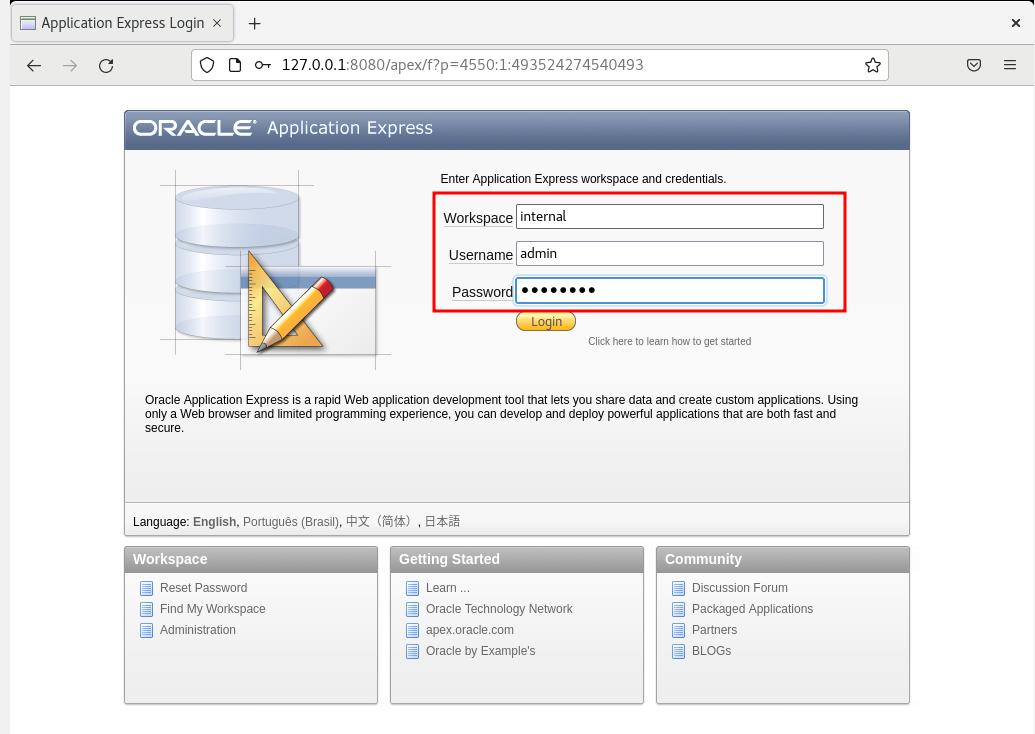 Application Express Login
127.0.0.1:8080/apex/f?p=4550:1:493524274540493
ORACLE® Application Express
Enter Application Express workspace and credentials.
Workspace internal
Username admin
Password ••••••••
Login
Click here to learn how to get started
Oracle Application Express is a rapid Web application development tool that lets you share data and create custom applications. Using
only a Web browser and limited programming experience, you can develop and deploy powerful applications that are both fast and
secure.
Language: English, Português (Brasil), 中文（简体）, 日本語
Workspace
Reset Password
Find My Workspace
Administration
Getting Started
Learn ...
Oracle Technology Network
apex.oracle.com
Oracle by Example's
Community
Discussion Forum
Packaged Applications
Partners
BLOGs